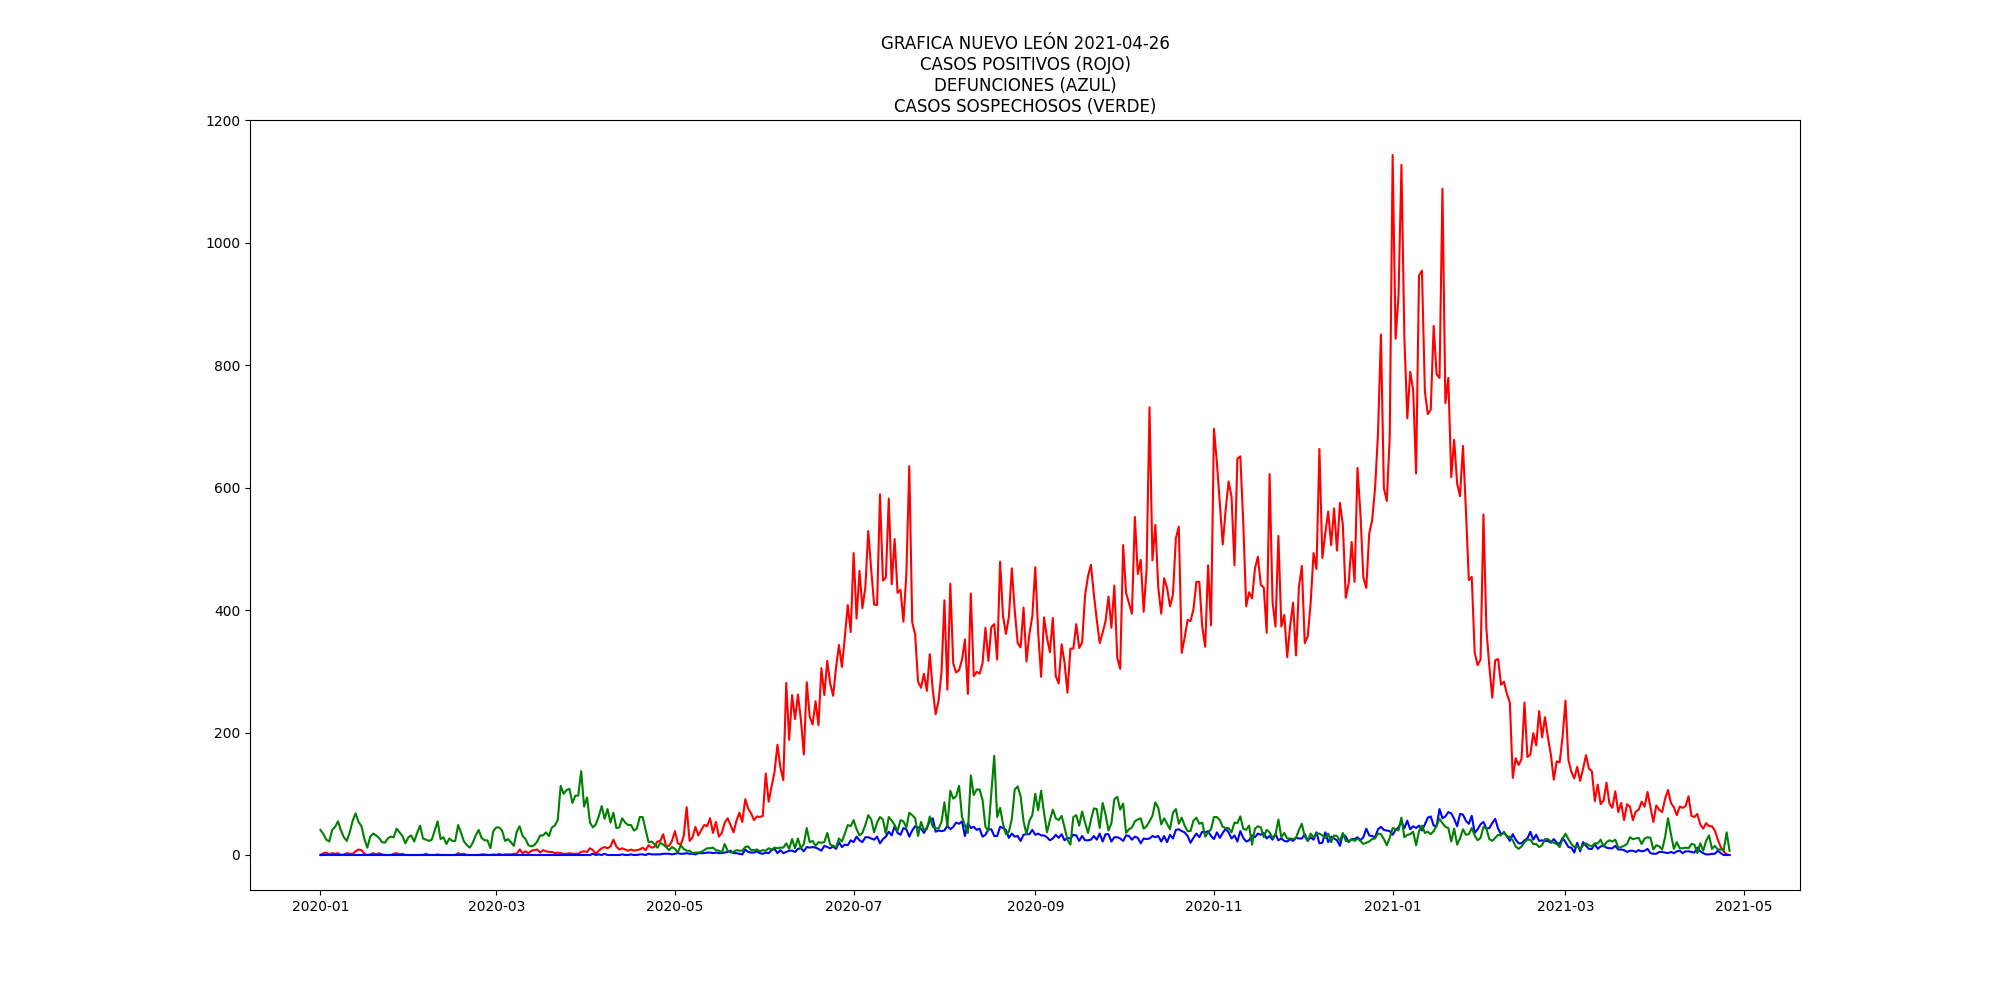 GRAFICA NUEVO LEÓN 2021-04-26
CASOS POSITIVOS (ROJO)
DEFUNCIONES (AZUL)
CASOS SOSPECHOSOS (VERDE)
1200
1000
800
600
400
200
0
2020-01 2020-03 2020-05 2020-07 2020-09 2020-11 2021-01 2021-03 2021-05